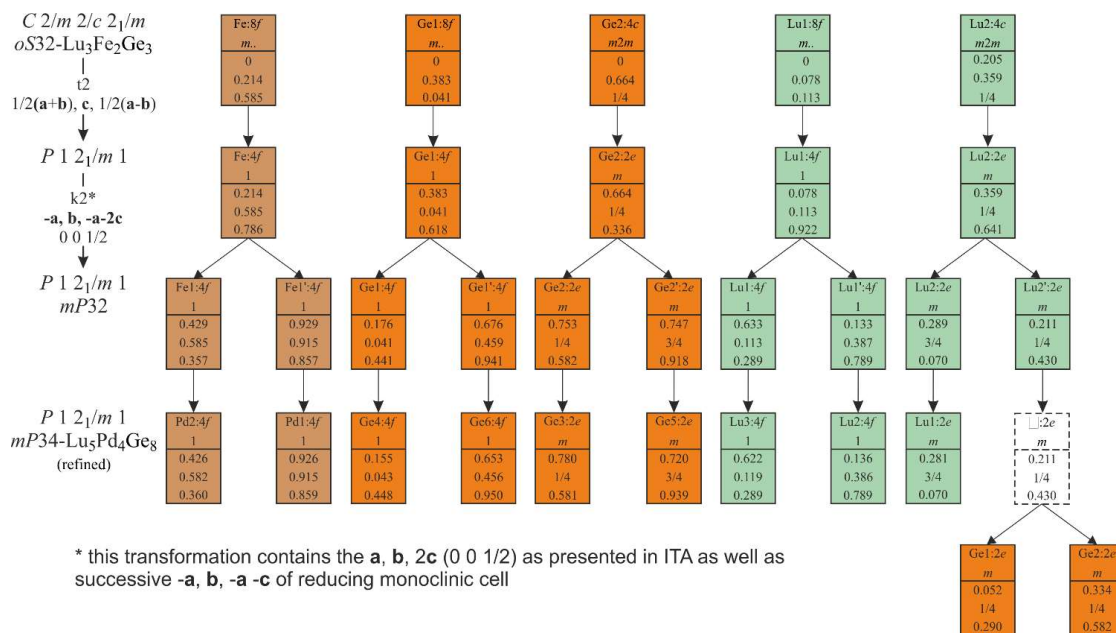 C 2/m 2/c 2₁/m
oS32-Lu₃Fe₂Ge₃
t2
1/2(a+b), c, 1/2(a-b)
P 1 2₁/m 1
k2*
-a, b, -a-2c
0 0 1/2
P 1 2₁/m 1
mP32
P 1 2₁/m 1
mP34-Lu₅Pd₄Ge₈
(refined)
Fe:8f
m..
0
0.214
0.585
Ge1:8f
m..
0
0.383
0.041
Ge2:4c
m2m
0
0.664
1/4
Lu1:8f
m..
0
0.078
0.113
Lu2:4c
m2m
0.205
0.359
1/4
Fe:4f
1
0.214
0.585
0.786
Ge1:4f
1
0.383
0.041
0.618
Ge2:2e
m
0.664
1/4
0.336
Lu1:4f
1
0.078
0.113
0.922
Lu2:2e
m
0.359
1/4
0.641
Fe1:4f
1
0.429
0.585
0.357
Fe1':4f
1
0.929
0.915
0.857
Ge1:4f
1
0.176
0.041
0.441
Ge1':4f
1
0.676
0.459
0.941
Ge2:2e
m
0.753
1/4
0.582
Ge2':2e
m
0.747
3/4
0.918
Lu1:4f
1
0.633
0.113
0.289
Lu1':4f
1
0.133
0.387
0.789
Lu2:2e
m
0.289
3/4
0.070
Lu2':2e
m
0.211
1/4
0.430
Pd2:4f
1
0.426
0.582
0.360
Pd1:4f
1
0.926
0.915
0.859
Ge4:4f
1
0.155
0.043
0.448
Ge6:4f
1
0.653
0.456
0.950
Ge3:2e
m
0.780
1/4
0.581
Ge5:2e
m
0.720
3/4
0.939
Lu3:4f
1
0.622
0.119
0.289
Lu2:4f
1
0.136
0.386
0.789
Lu1:2e
m
0.281
3/4
0.070
□:2e
m
0.211
1/4
0.430
Ge1:2e
m
0.052
1/4
0.290
Ge2:2e
m
0.334
1/4
0.582
* this transformation contains the a, b, 2c (0 0 1/2) as presented in ITA as well as
successive -a, b, -a -c of reducing monoclinic cell